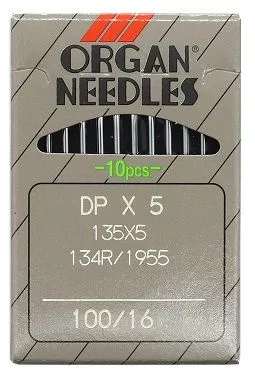 ORGAN®
NEEDLES
-10pcs-
DP X 5
135X5
134R/1955
100/16